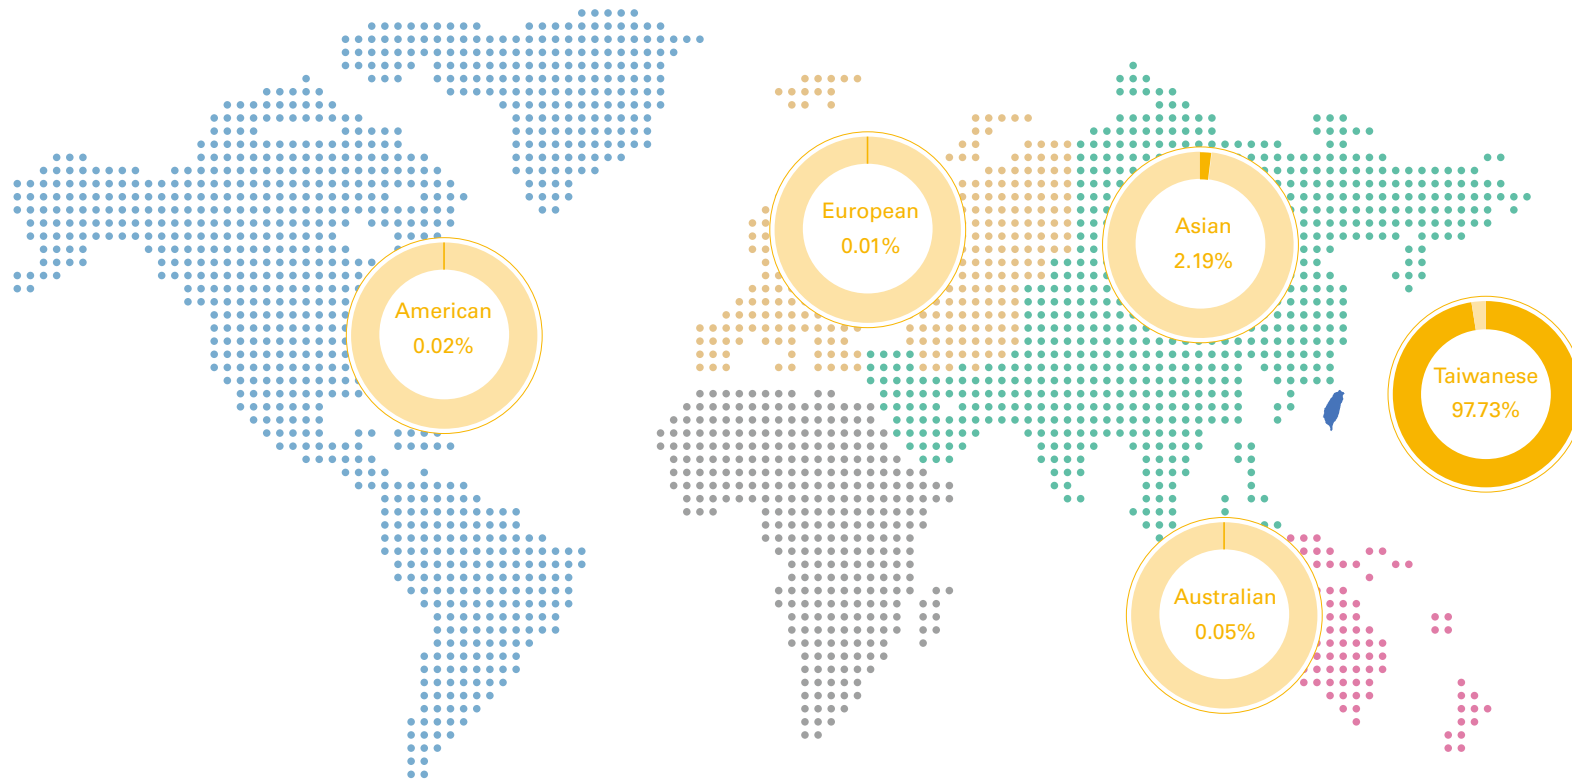 European
0.01%
Asian
2.19%
American
0.02%
Taiwanese
97.73%
Australian
0.05%